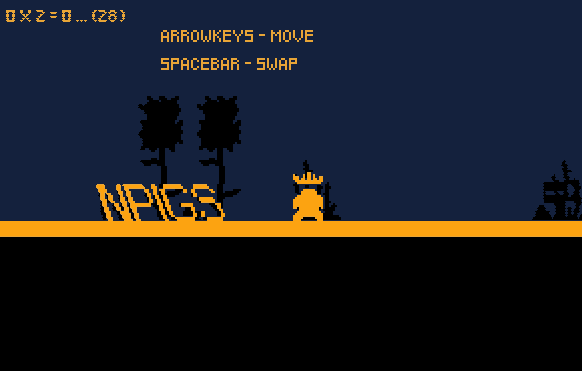 0 X 2 = 0 ... (28)
ARROWKEYS - MOVE
SPACEBAR - SWAP
NPIGS